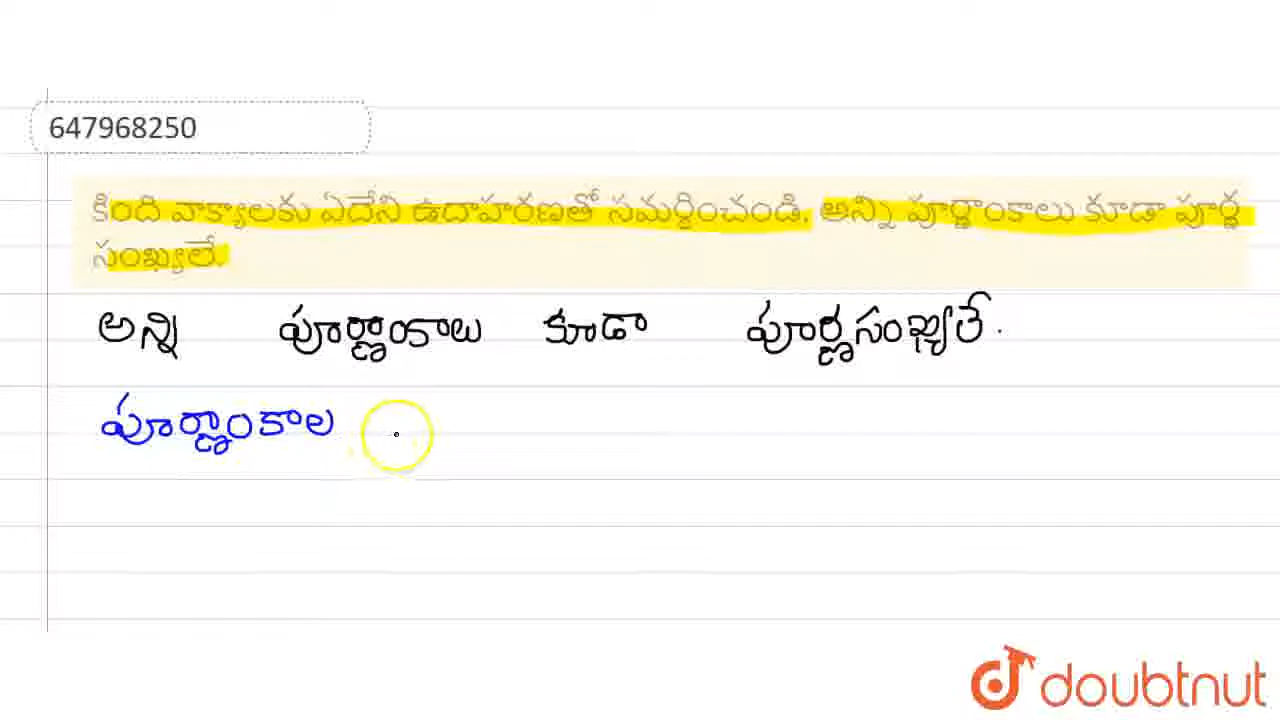 647968250
కింది వాక్యాలకు ఏదేని ఉదాహరణతో సమర్థించండి. అన్ని పూర్ణాంకాలు కూడా పూర్ణ
సంఖ్యలే.
అన్ని పూర్ణాంకాలు కూడా పూర్ణసంఖ్యలే.
పూర్ణాంకాల
doubtnut